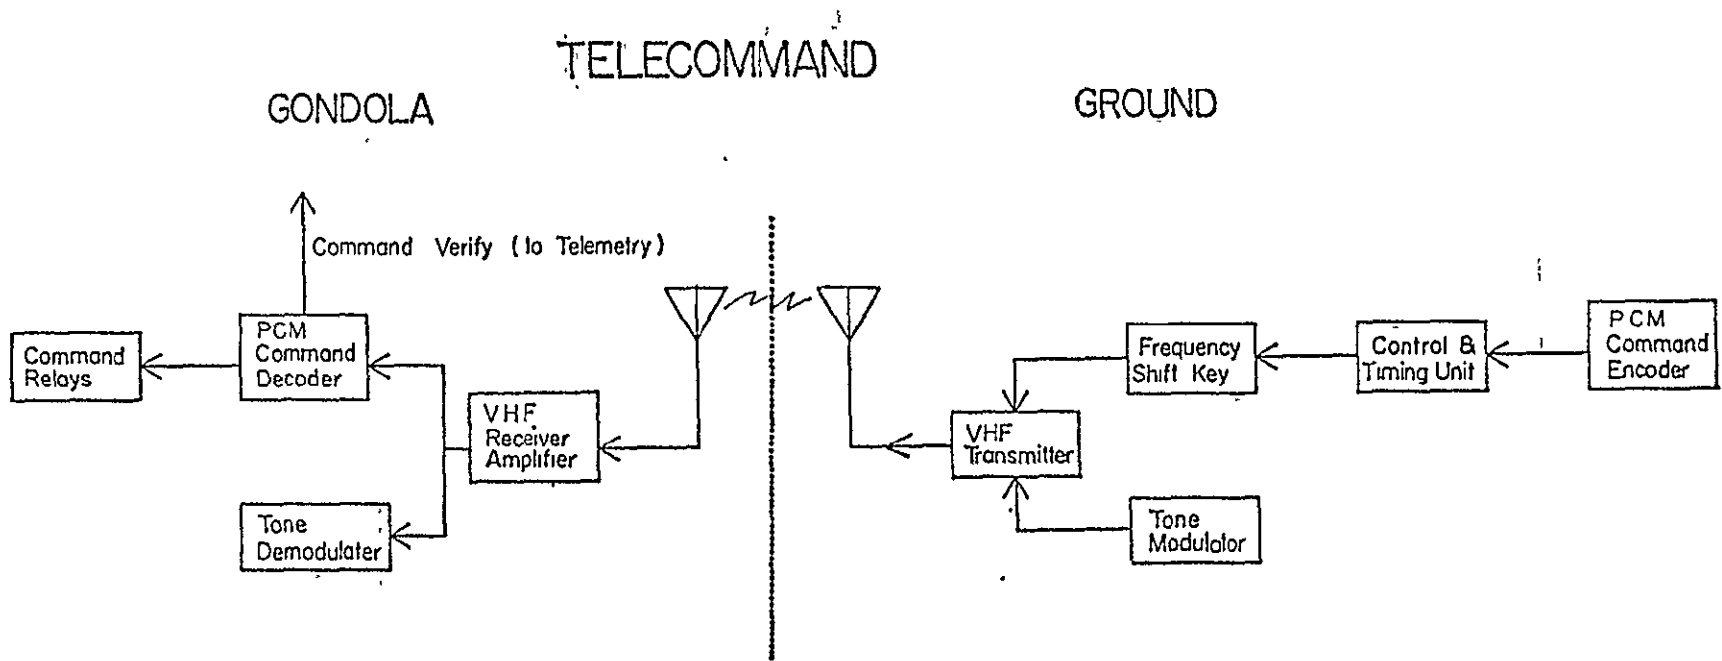 TELECOMMAND
GONDOLA
GROUND
Command Verify (to Telemetry)
Command
Relays
PCM
Command
Decoder
VHF
Receiver
Amplifier
Tone
Demodulater
VHF
Transmitter
Frequency
Shift Key
Control &
Timing Unit
PCM
Command
Encoder
Tone
Modulator